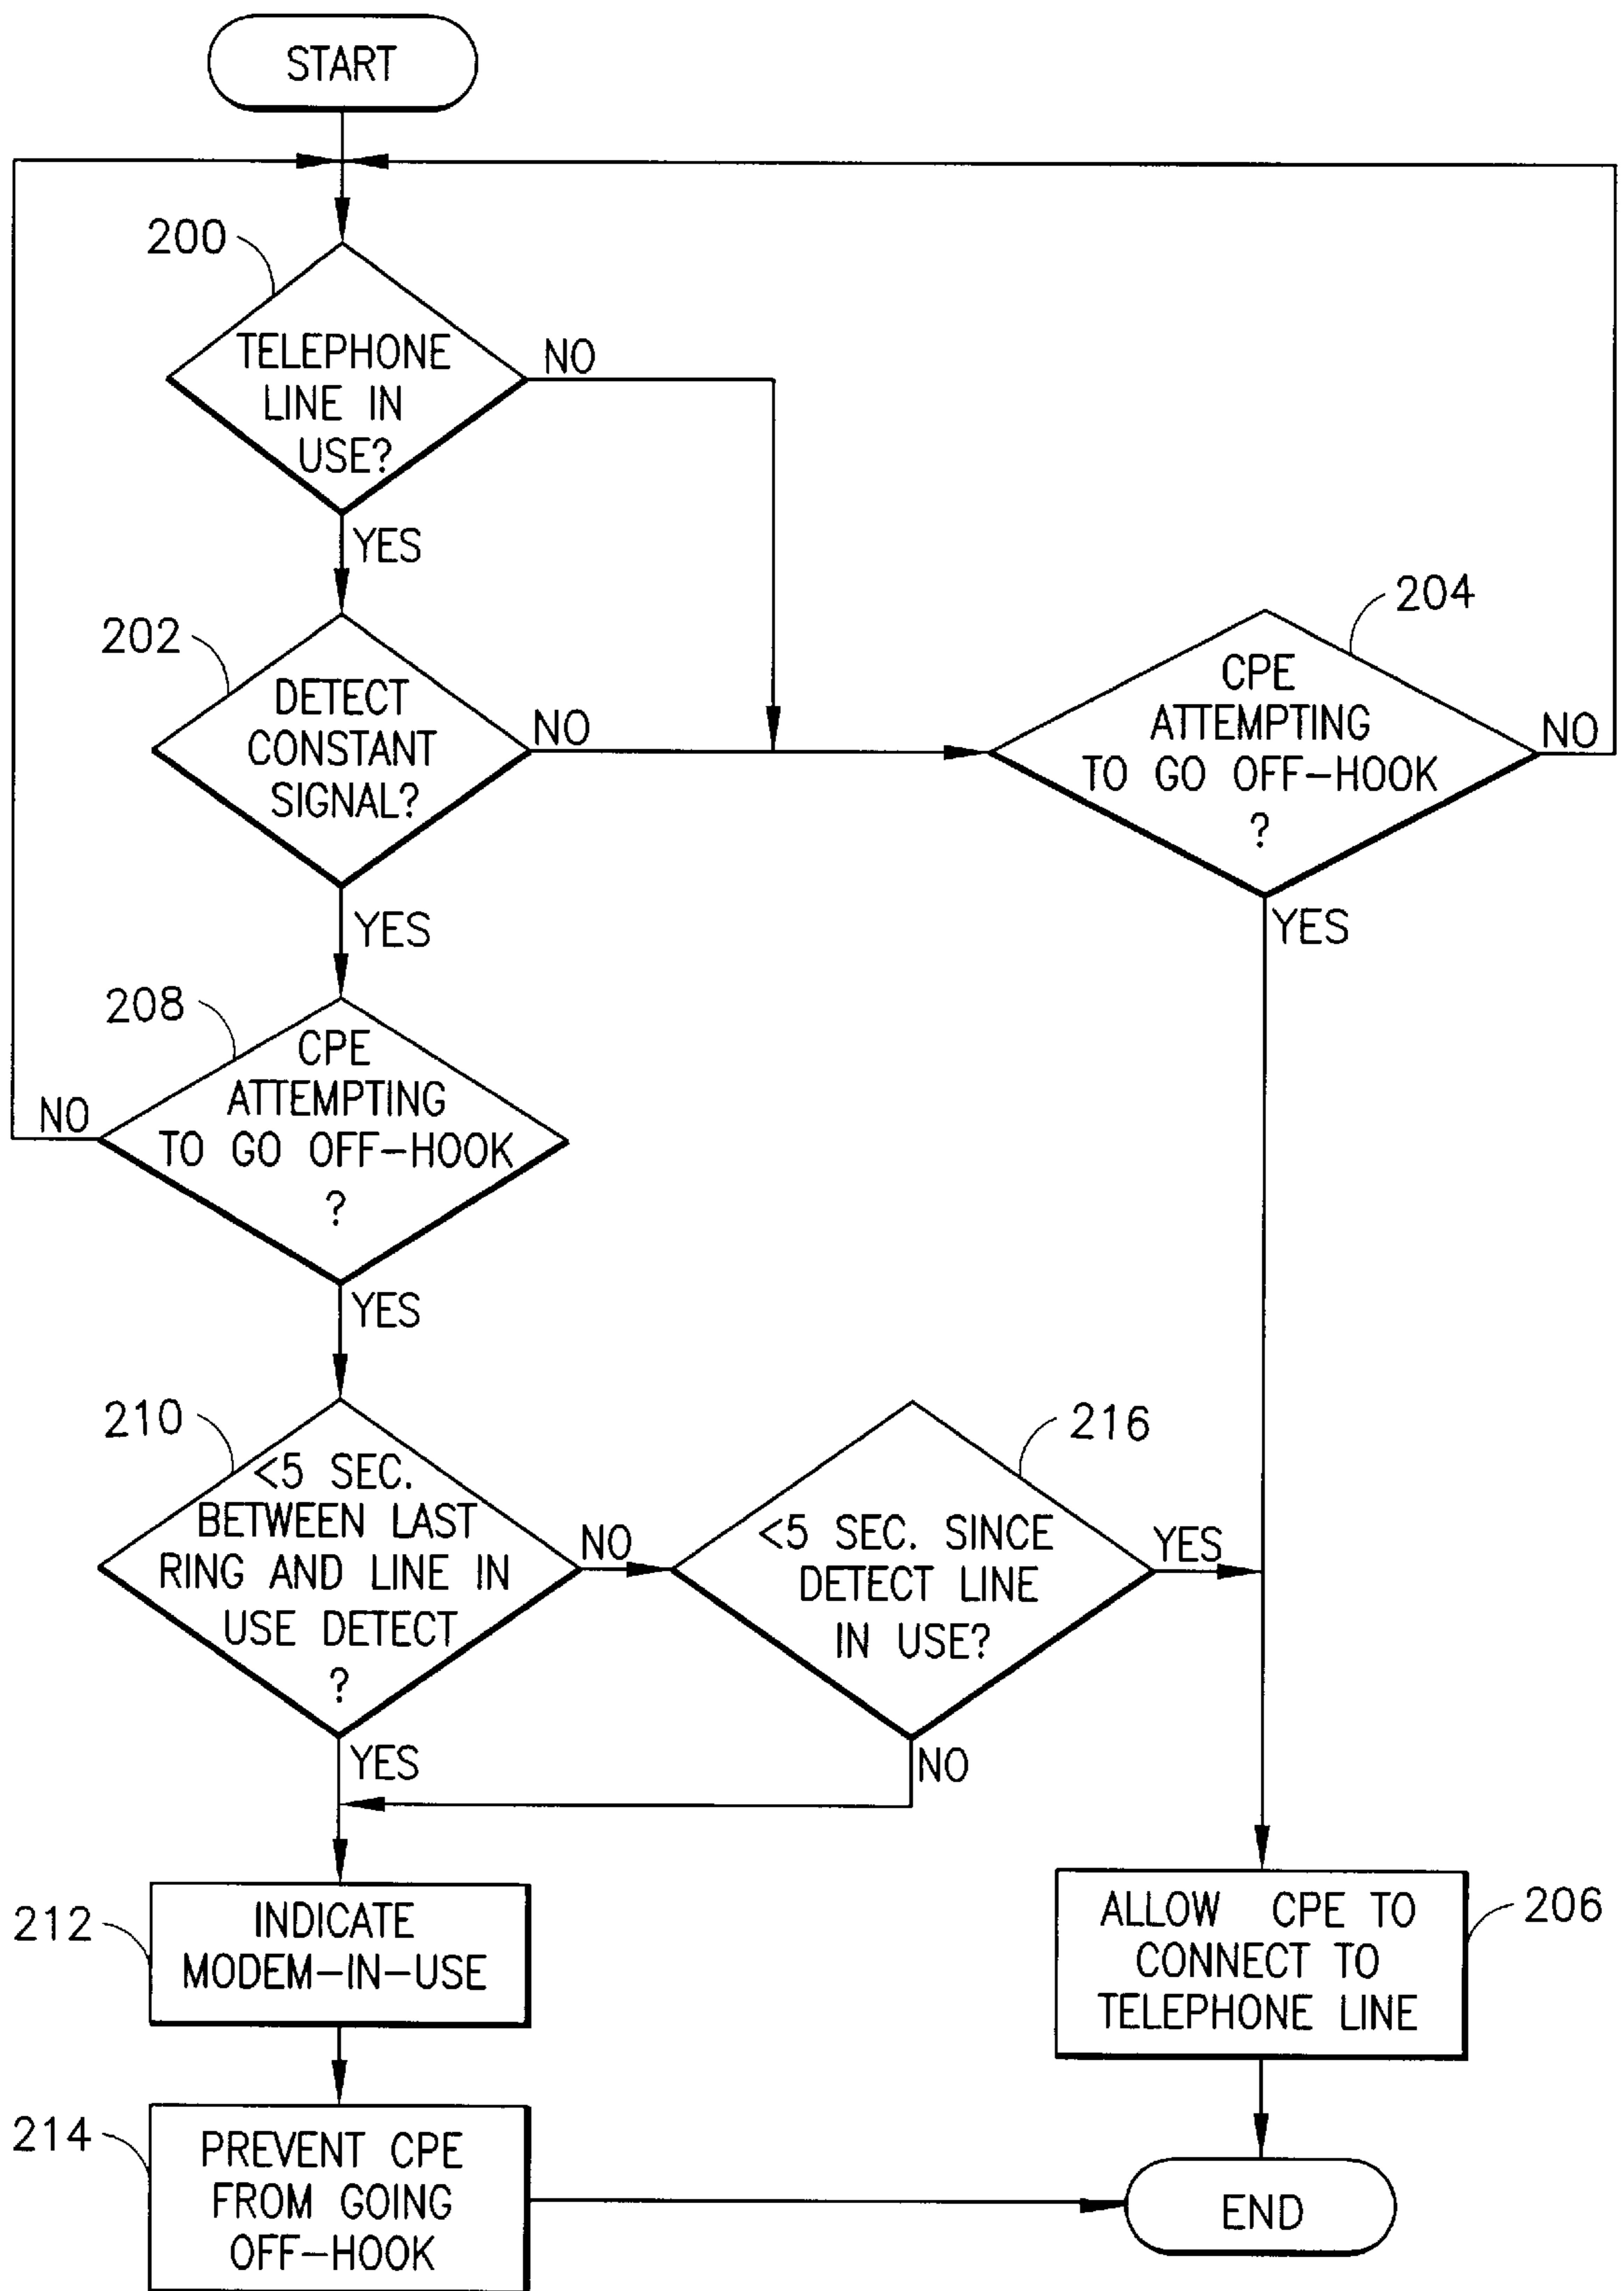 START
200
TELEPHONE
LINE IN
USE?
NO
YES
202
DETECT
CONSTANT
SIGNAL?
NO
YES
204
CPE
ATTEMPTING
TO GO OFF-HOOK
?
NO
YES
208
CPE
ATTEMPTING
TO GO OFF-HOOK
?
NO
YES
210
<5 SEC.
BETWEEN LAST
RING AND LINE IN
USE DETECT
?
NO
YES
216
<5 SEC. SINCE
DETECT LINE
IN USE?
YES
NO
212
INDICATE
MODEM-IN-USE
206
ALLOW CPE TO
CONNECT TO
TELEPHONE LINE
214
PREVENT CPE
FROM GOING
OFF-HOOK
END